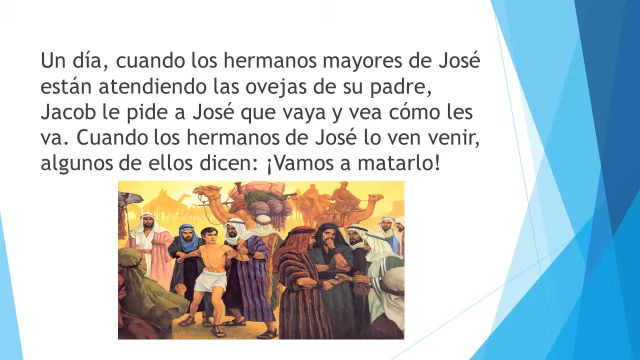 Un día, cuando los hermanos mayores de José
están atendiendo las ovejas de su padre,
Jacob le pide a José que vaya y vea cómo les
va. Cuando los hermanos de José lo ven venir,
algunos de ellos dicen: ¡Vamos a matarlo!